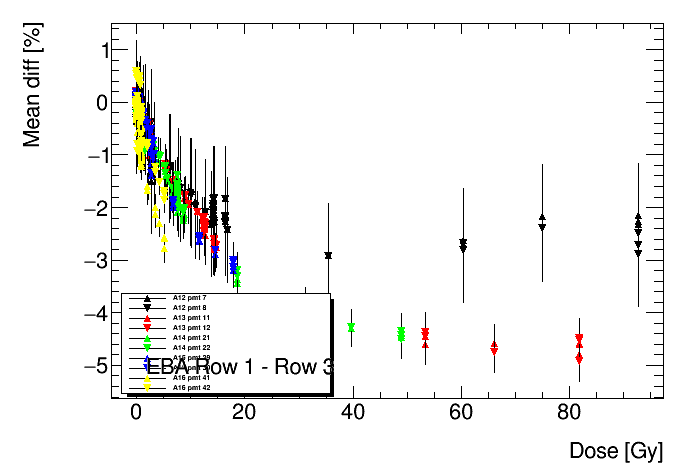 Mean diff [%]
1
0
−1
−2
−3
−4
−5
A12 pmt 7
A12 pmt 8
A13 pmt 11
A13 pmt 12
A14 pmt 21
A14 pmt 22
A16 pmt 41
A16 pmt 42
EBA Row 1 - Row 3
0 20 40 60 80
Dose [Gy]